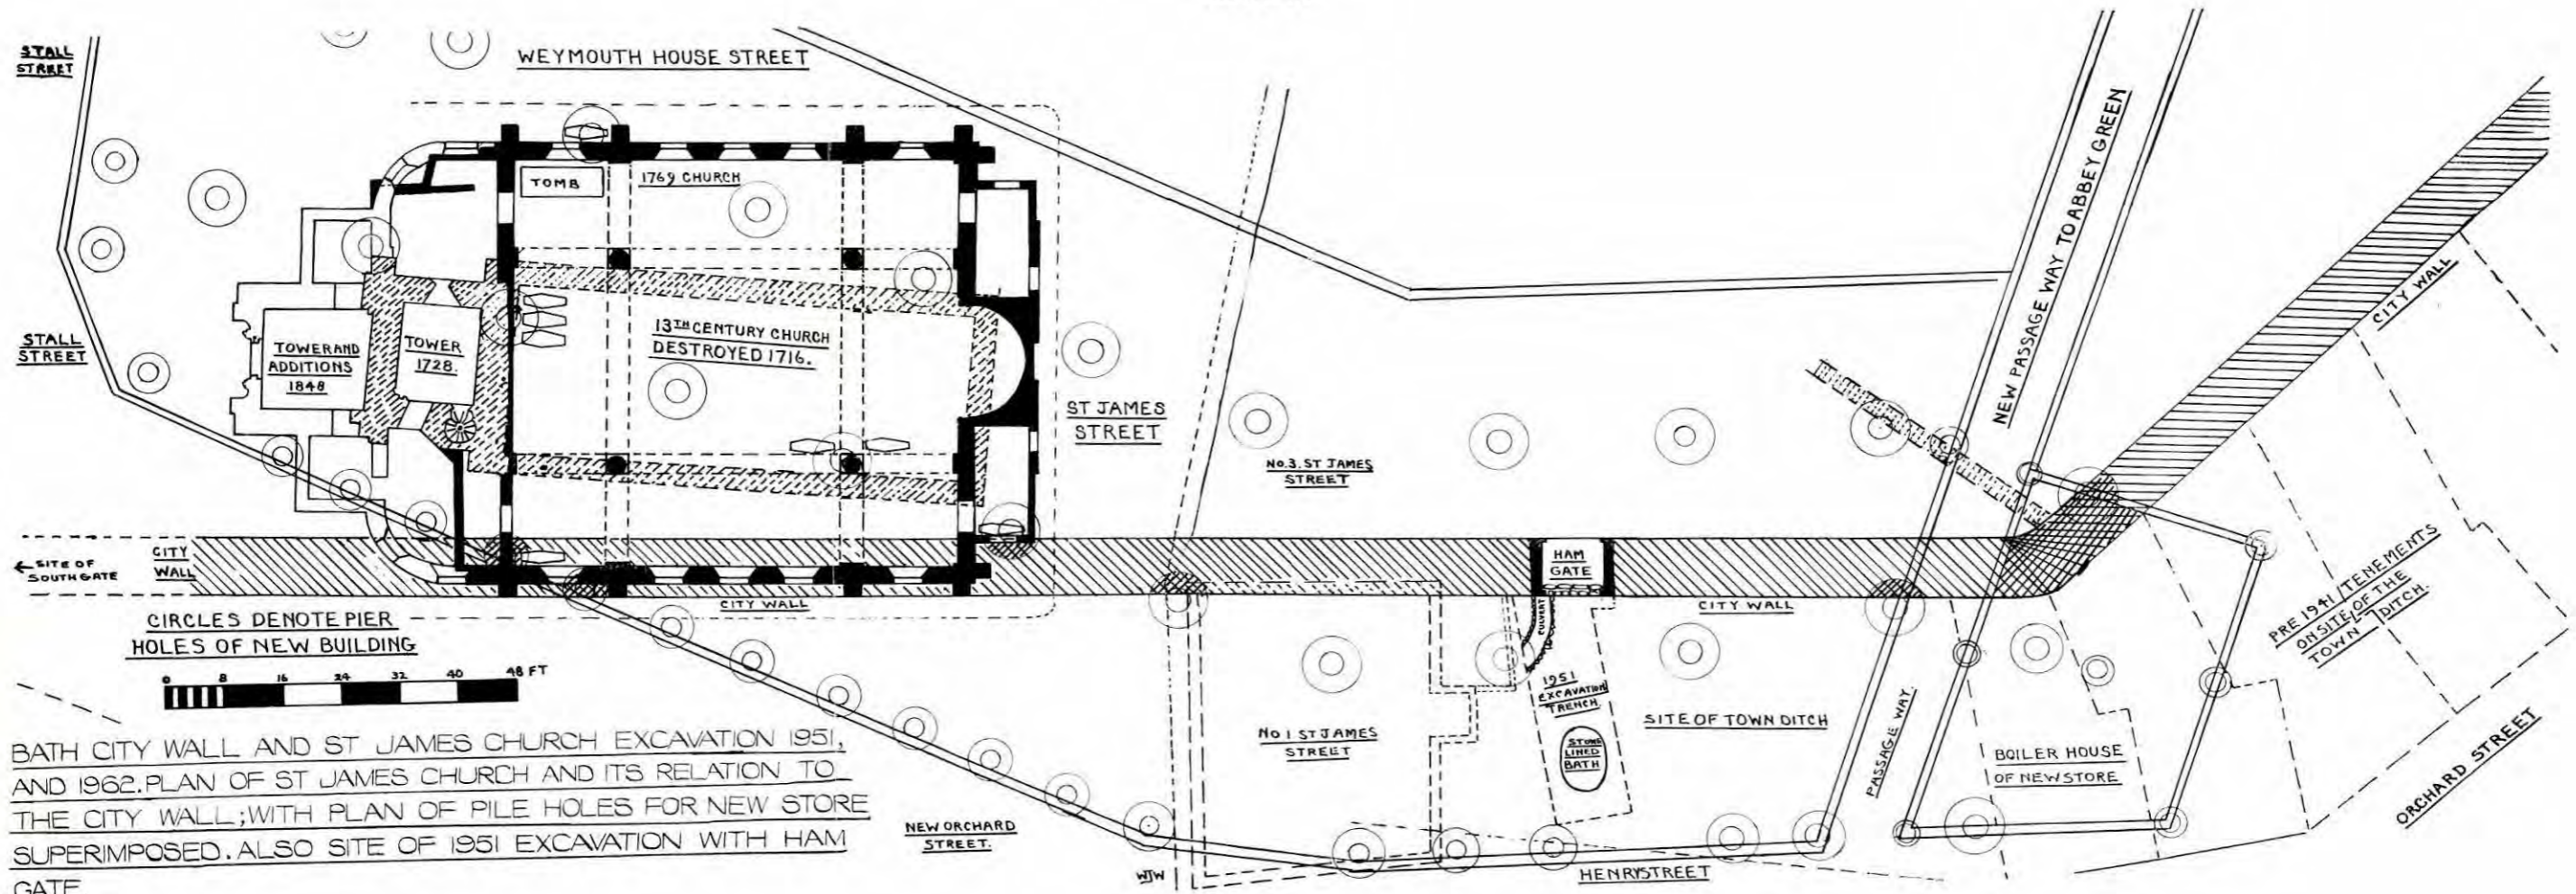 STALL
STREET
WEYMOUTH HOUSE STREET
TOMB
1769 CHURCH
NEW PASSAGE WAY TO ABBEY GREEN
CITY WALL
STALL
STREET
TOWER AND
ADDITIONS
1848
TOWER
1728.
13TH CENTURY CHURCH
DESTROYED 1716.
ST JAMES
STREET
No.3. ST JAMES
STREET
← SITE OF
SOUTHGATE
CITY
WALL
HAM
GATE
CITY WALL
CITY WALL
CULVERT
PRE 1941 TENEMENTS
ON SITE OF THE
TOWN DITCH.
CIRCLES DENOTE PIER
HOLES OF NEW BUILDING
0 8 16 24 32 40 48 FT
1951
EXCAVATION
TRENCH.
STONE
LINED
BATH
No 1 ST JAMES
STREET
SITE OF TOWN DITCH
PASSAGE WAY.
BOILER HOUSE
OF NEW STORE
ORCHARD STREET
NEW ORCHARD
STREET.
WJW
HENRY STREET
BATH CITY WALL AND ST JAMES CHURCH EXCAVATION 1951,
AND 1962. PLAN OF ST JAMES CHURCH AND ITS RELATION TO
THE CITY WALL; WITH PLAN OF PILE HOLES FOR NEW STORE
SUPERIMPOSED. ALSO SITE OF 1951 EXCAVATION WITH HAM
GATE